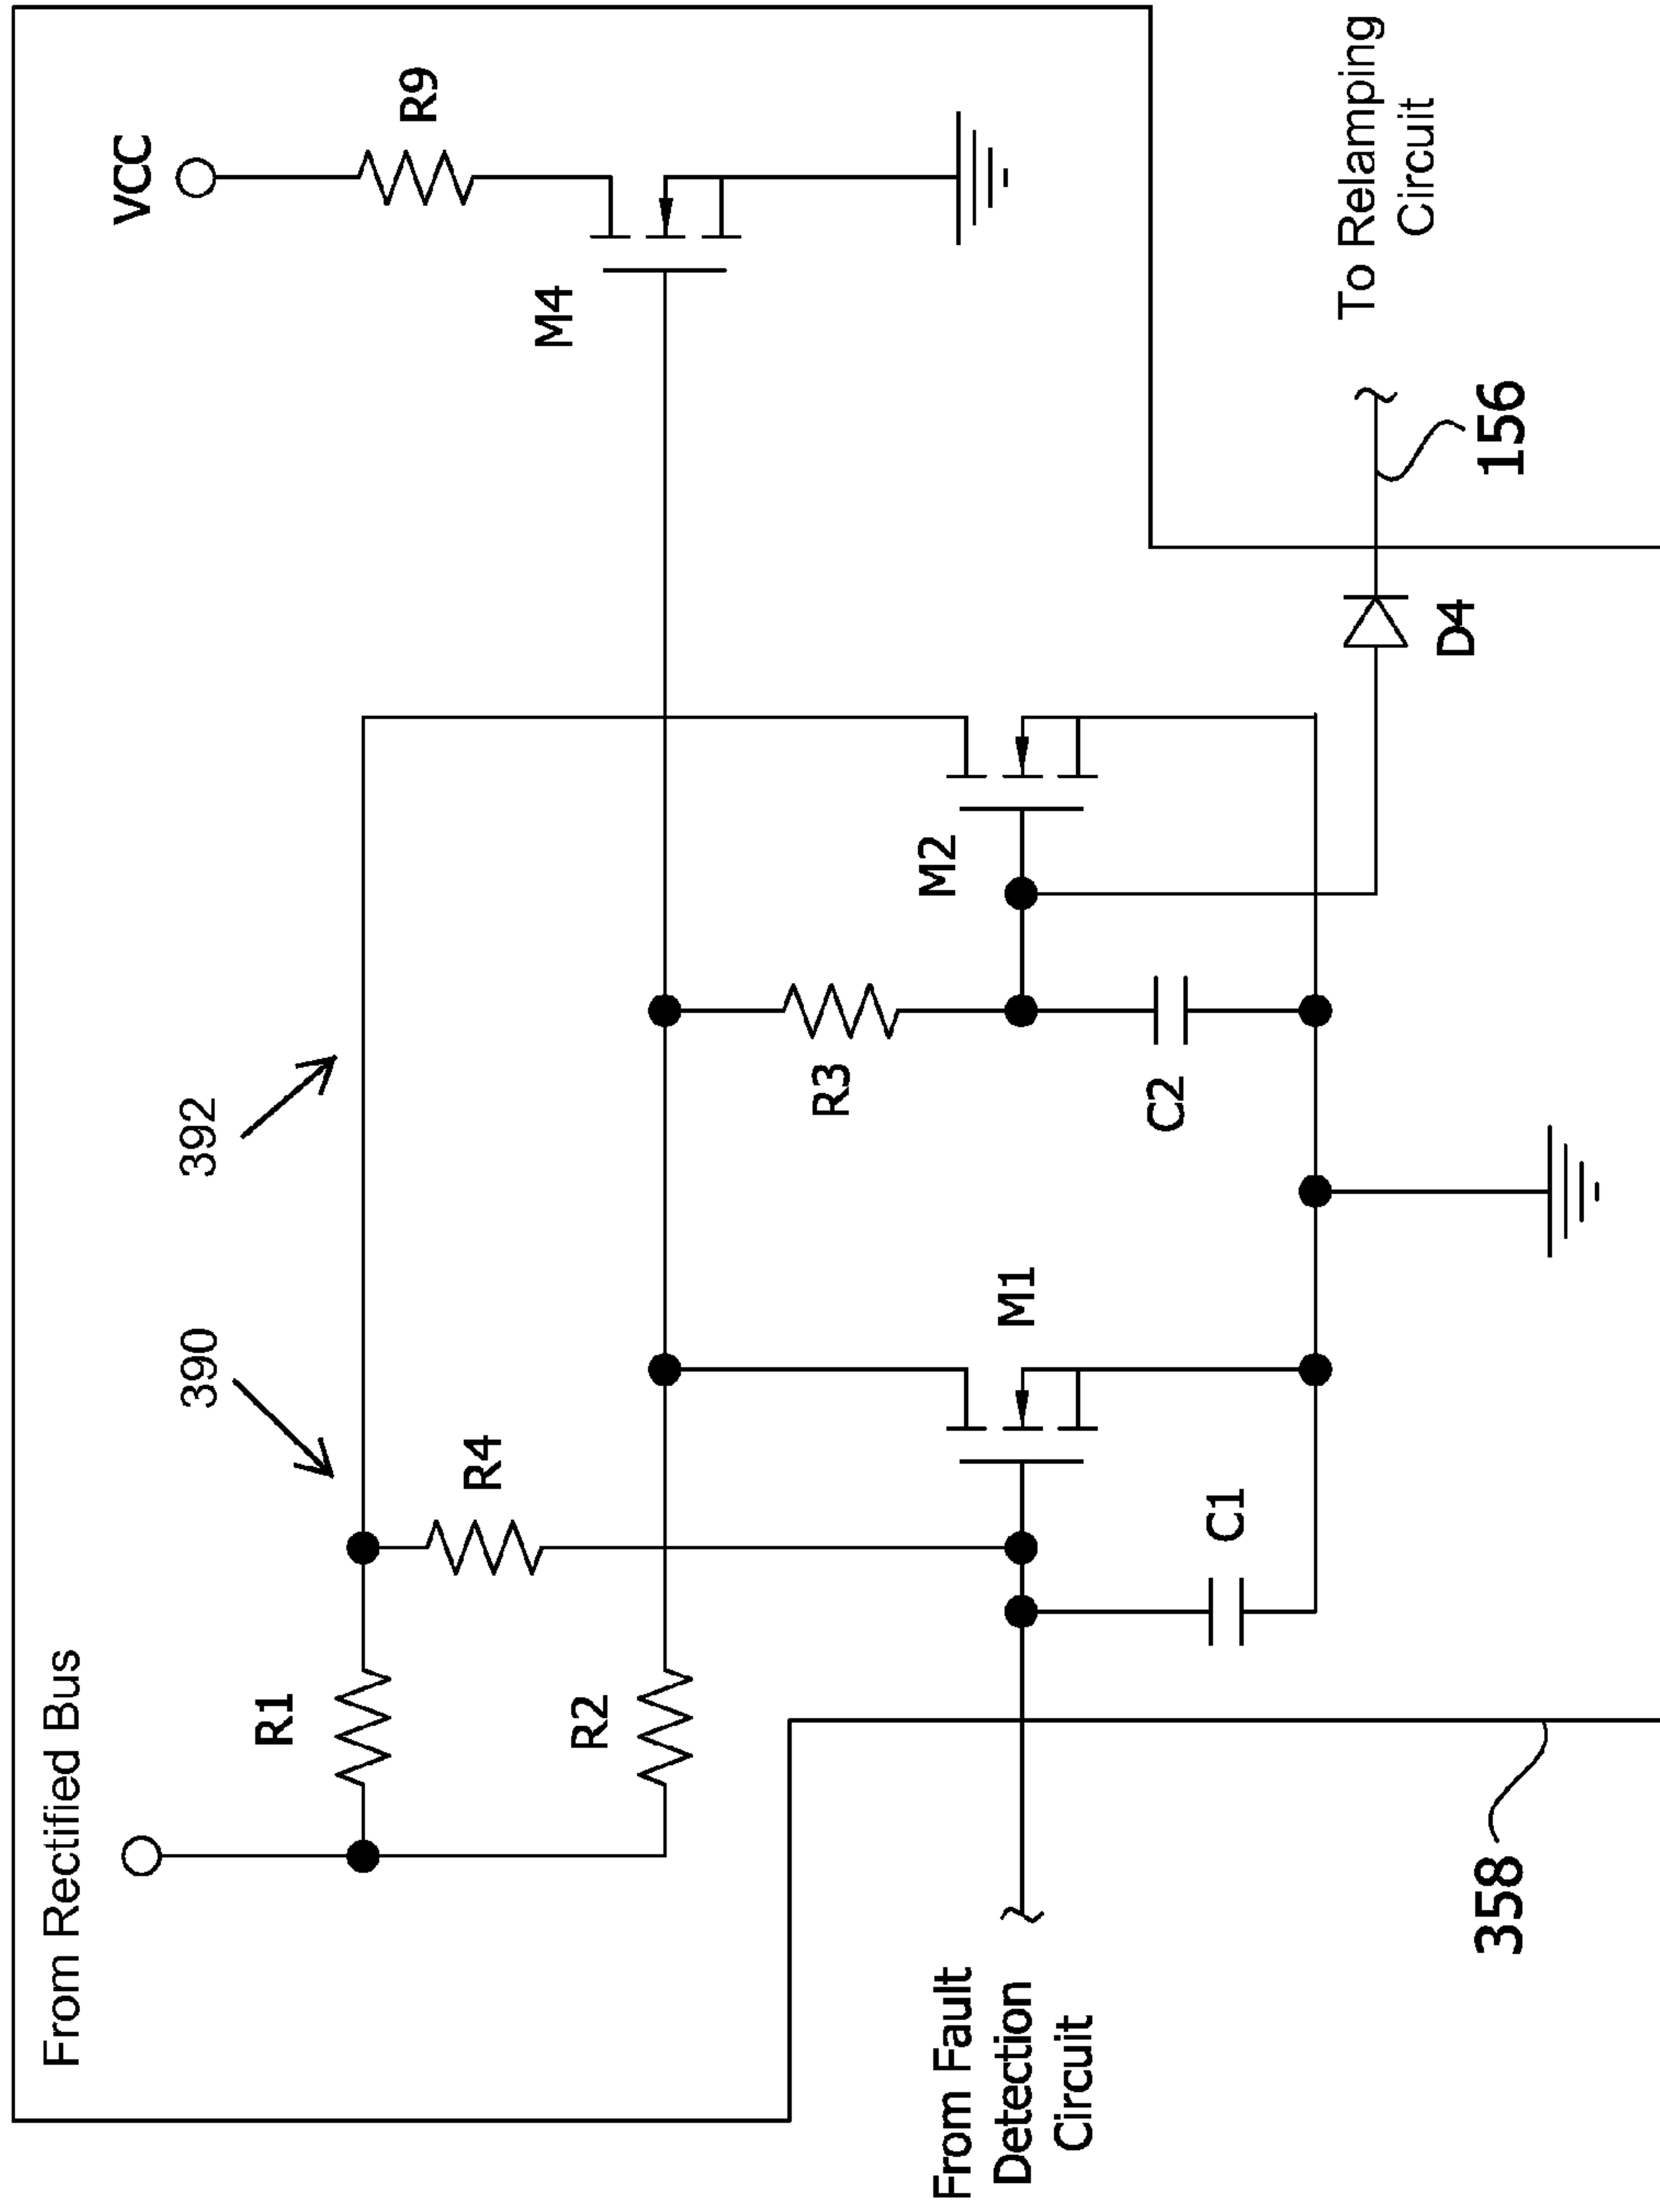 From Rectified Bus
VCC
R9
390
392
R1
R4
R2
M4
R3
M2
M1
C1
C2
From Fault
Detection
Circuit
To Relamping
Circuit
D4
156
358